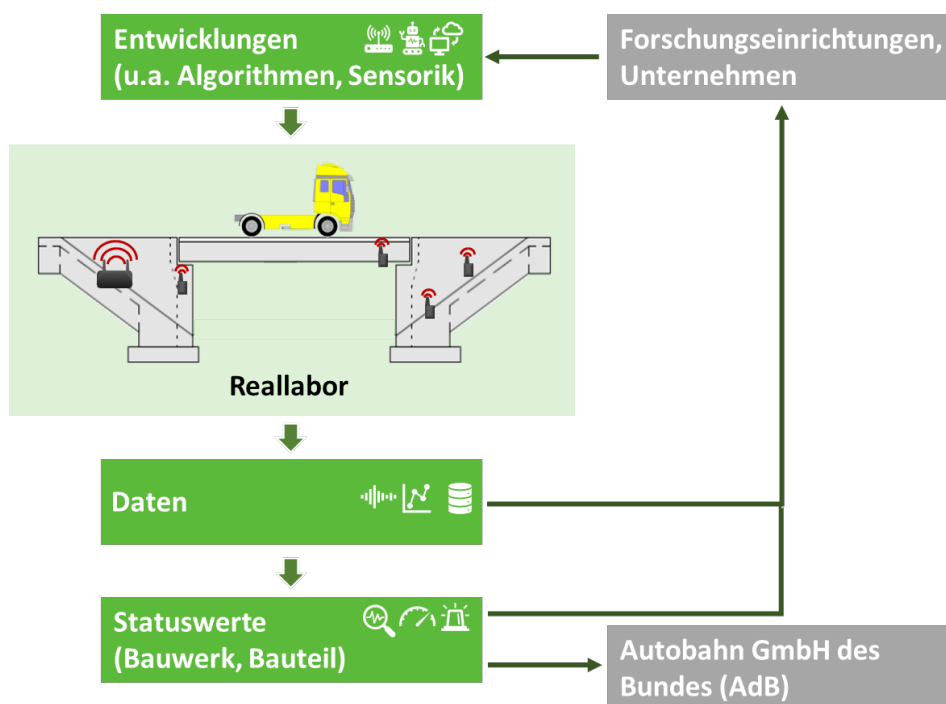 Entwicklungen
(u.a. Algorithmen, Sensorik)
Forschungseinrichtungen,
Unternehmen
Reallabor
Daten
Statuswerte
(Bauwerk, Bauteil)
Autobahn GmbH des
Bundes (AdB)